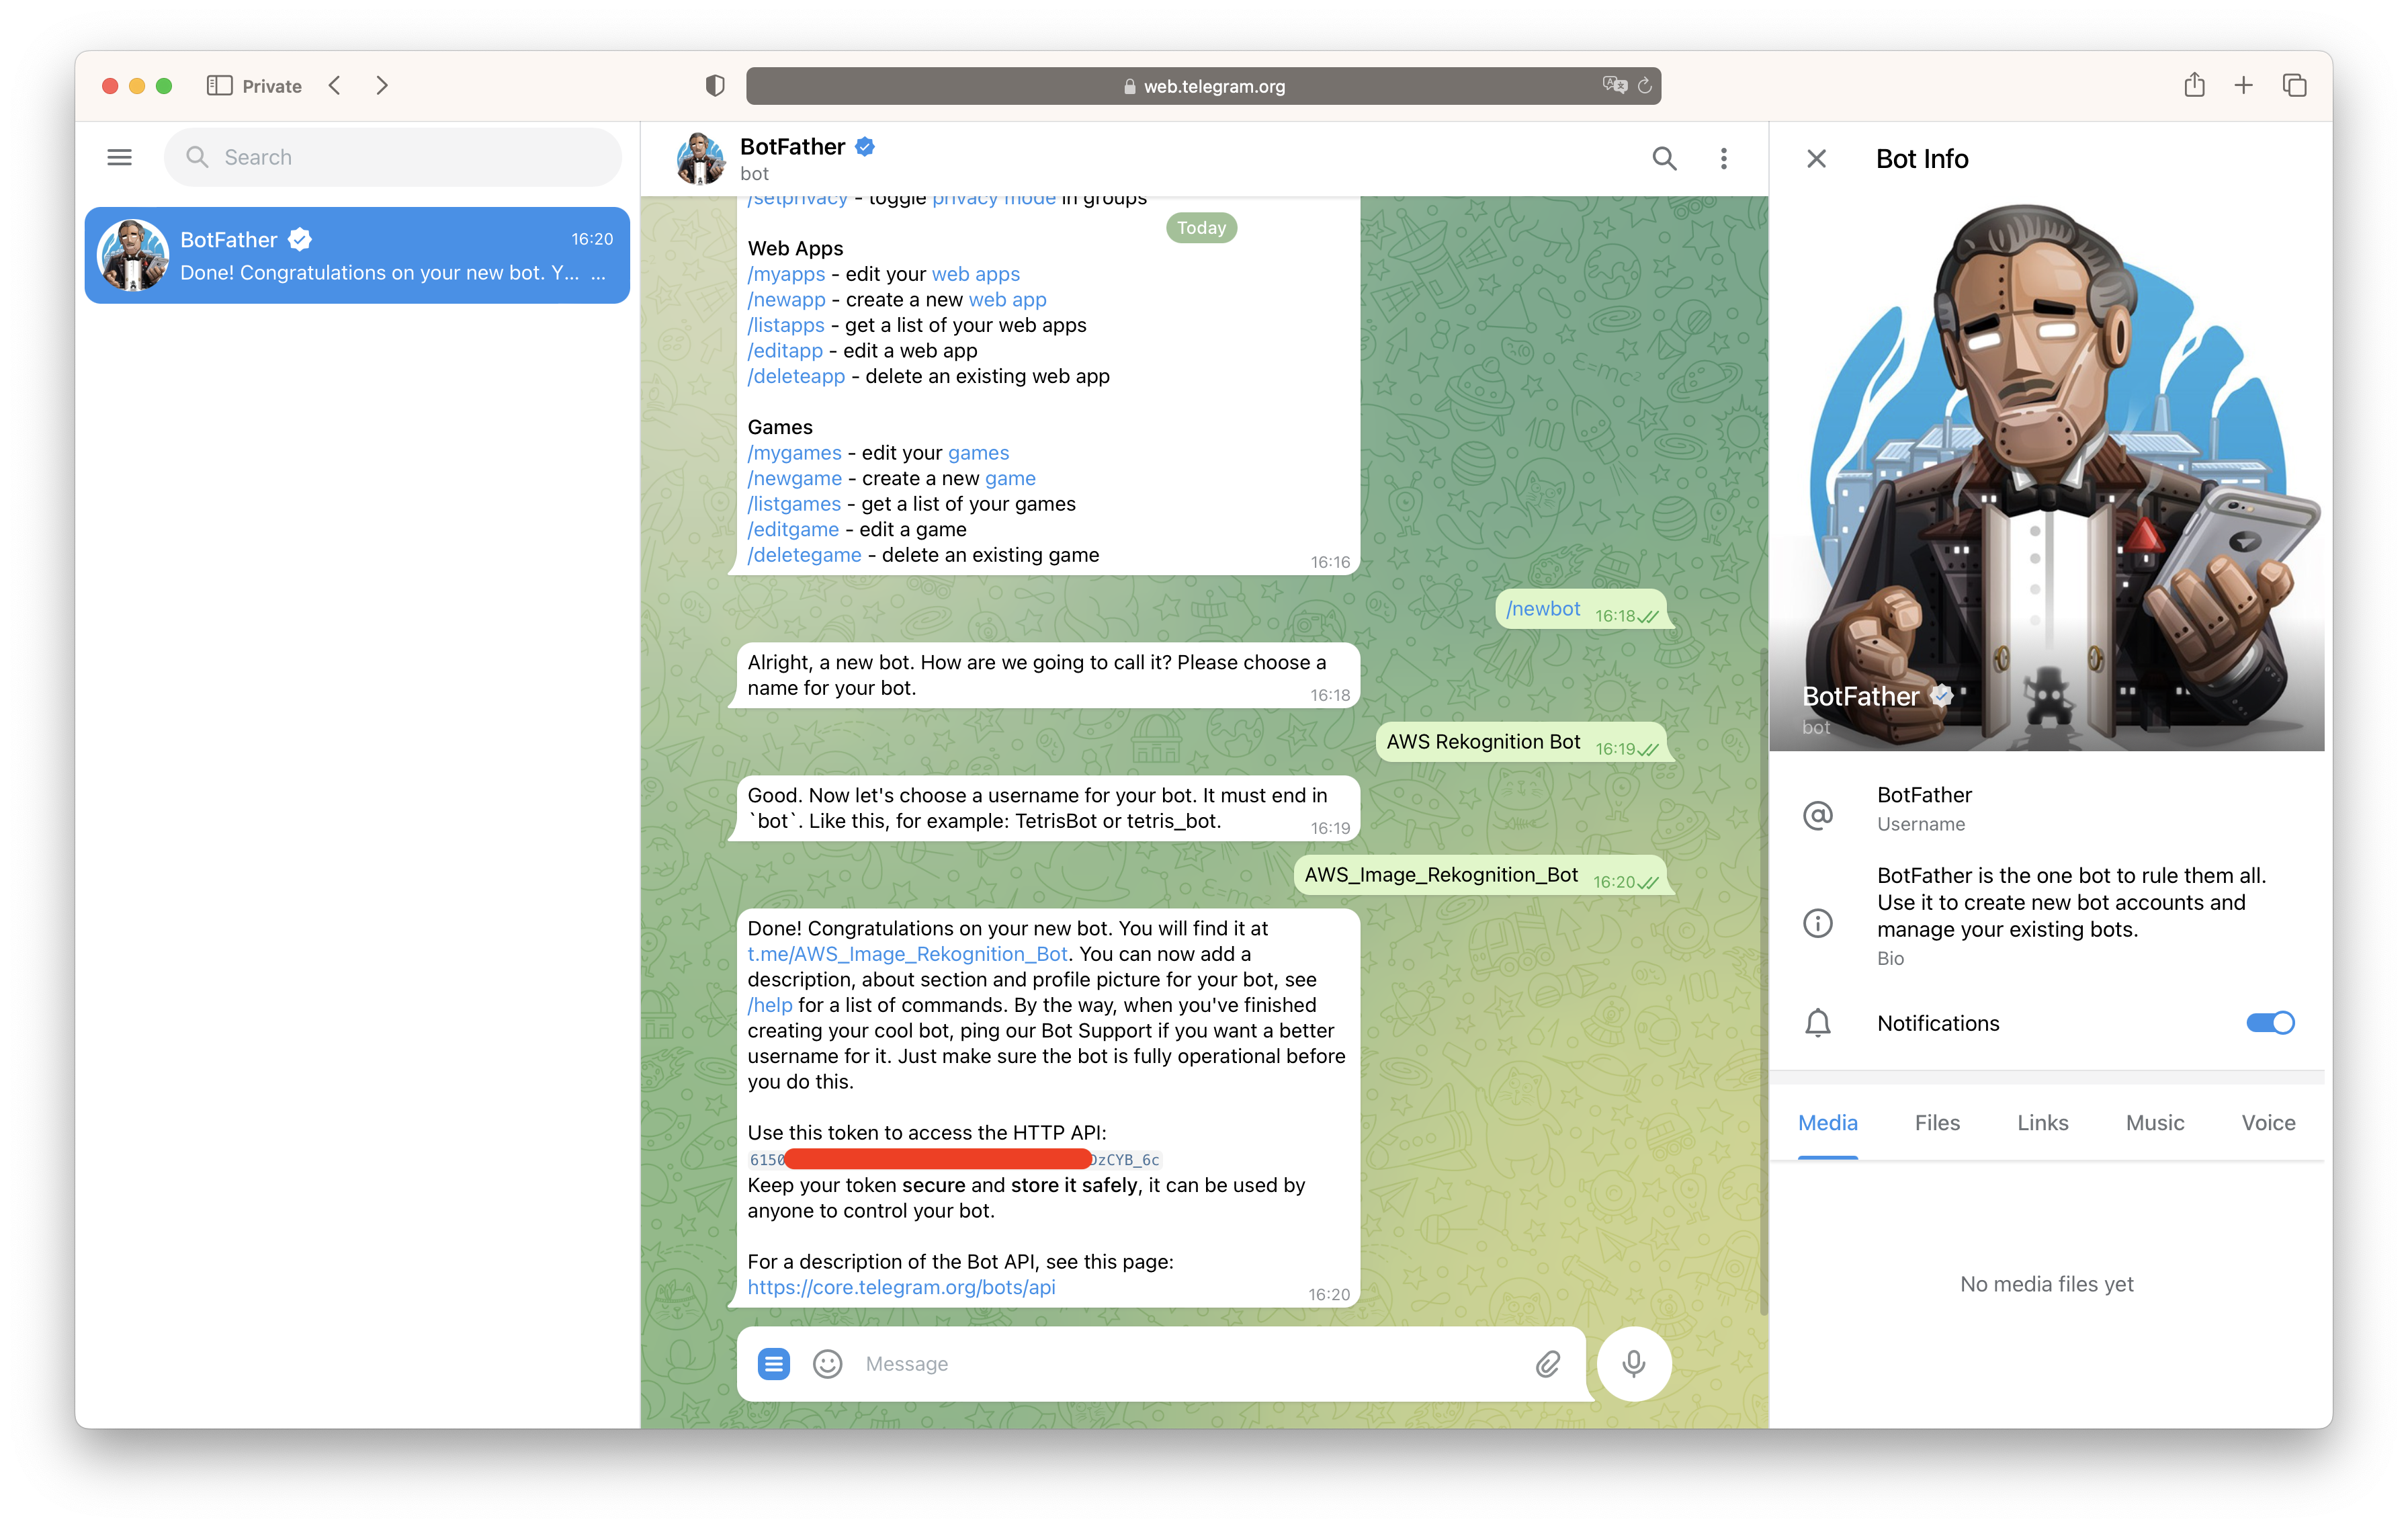 Private
web.telegram.org
Search
BotFather
16:20
Done! Congratulations on your new bot. Y... ...
BotFather
bot
/setprivacy - toggle privacy mode in groups
Today
Web Apps
/myapps - edit your web apps
/newapp - create a new web app
/listapps - get a list of your web apps
/editapp - edit a web app
/deleteapp - delete an existing web app
Games
/mygames - edit your games
/newgame - create a new game
/listgames - get a list of your games
/editgame - edit a game
/deletegame - delete an existing game
16:16
/newbot 16:18
Alright, a new bot. How are we going to call it? Please choose a
name for your bot.
16:18
AWS Rekognition Bot 16:19
Good. Now let's choose a username for your bot. It must end in
`bot`. Like this, for example: TetrisBot or tetris_bot.
16:19
AWS_Image_Rekognition_Bot 16:20
Done! Congratulations on your new bot. You will find it at
t.me/AWS_Image_Rekognition_Bot. You can now add a
description, about section and profile picture for your bot, see
/help for a list of commands. By the way, when you've finished
creating your cool bot, ping our Bot Support if you want a better
username for it. Just make sure the bot is fully operational before
you do this.
Use this token to access the HTTP API:
6150 zCYB_6c
Keep your token secure and store it safely, it can be used by
anyone to control your bot.
For a description of the Bot API, see this page:
https://core.telegram.org/bots/api
16:20
Message
Bot Info
BotFather
bot
BotFather
Username
BotFather is the one bot to rule them all.
Use it to create new bot accounts and
manage your existing bots.
Bio
Notifications
Media
Files
Links
Music
Voice
No media files yet